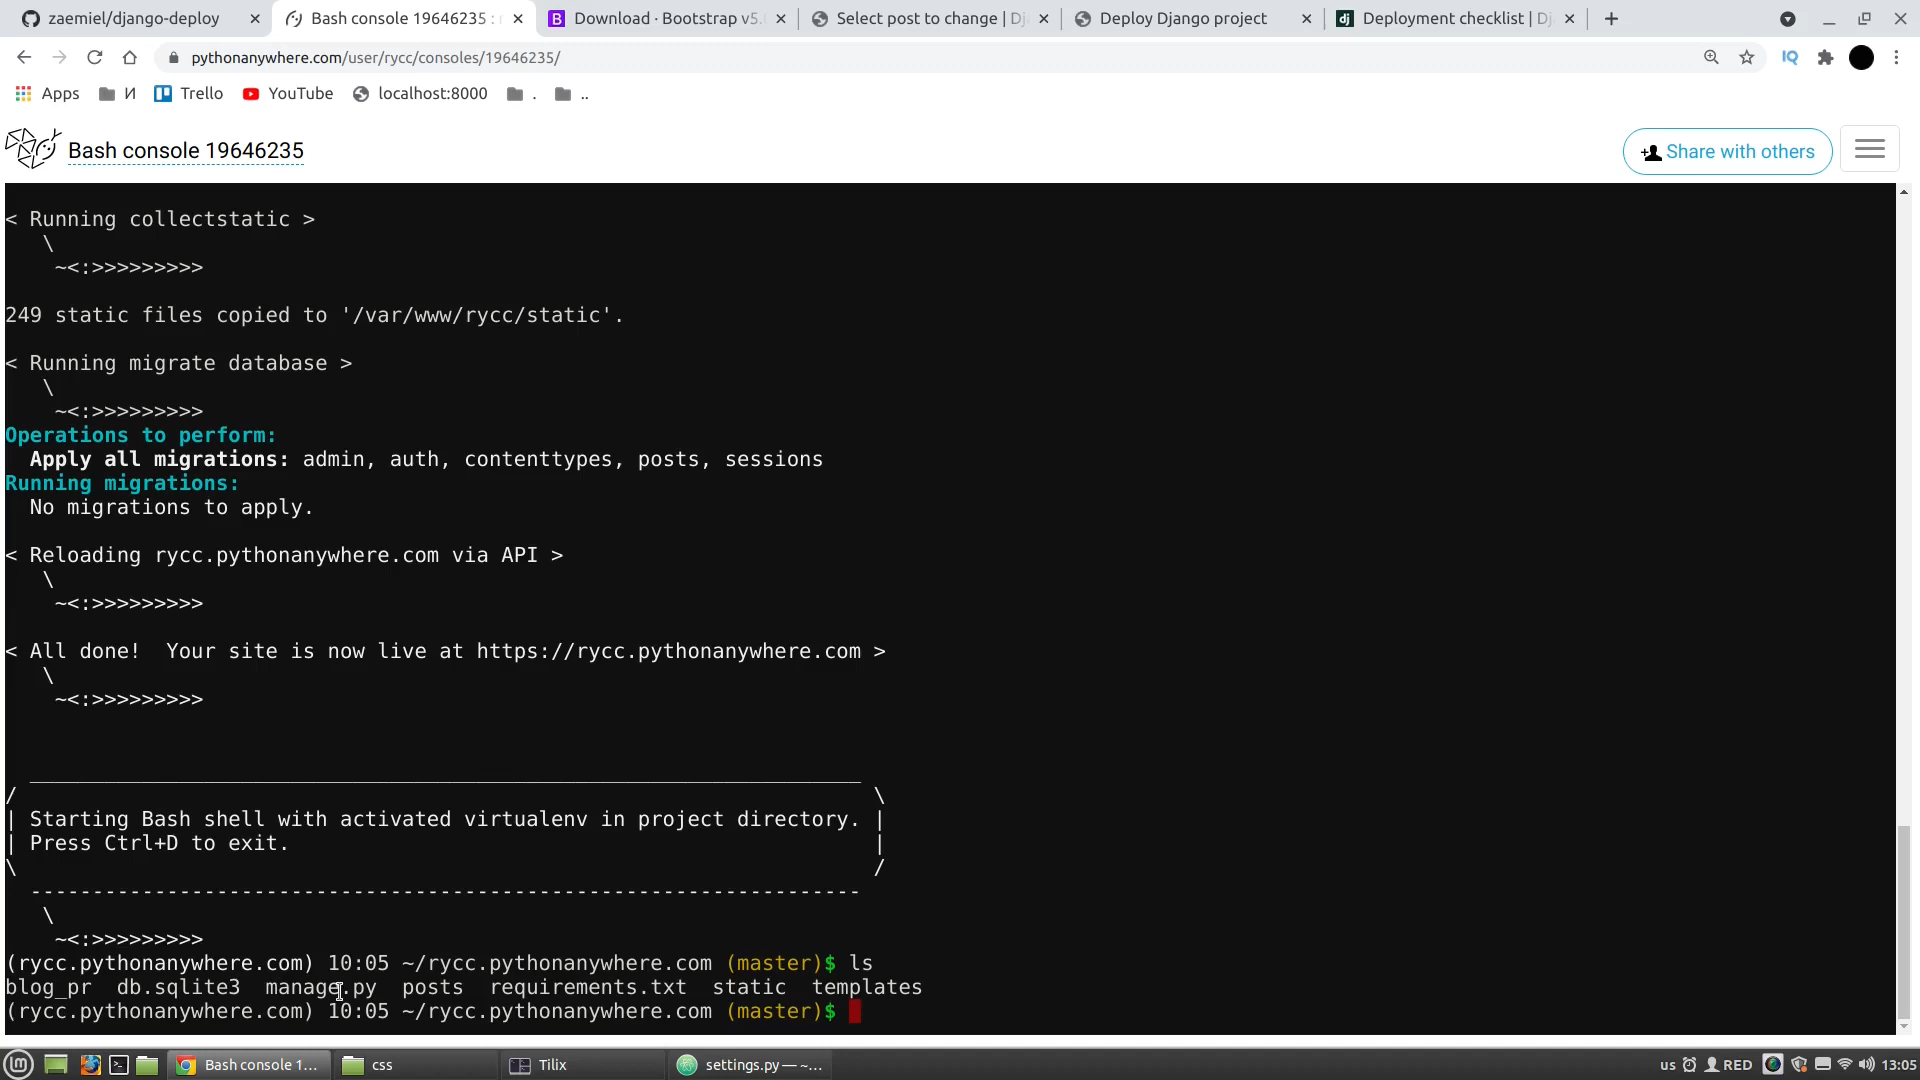 zaemiel/django-deploy
Bash console 19646235 :
Download · Bootstrap v5.
Select post to change | Dj
Deploy Django project
Deployment checklist | Dj
pythonanywhere.com/user/rycc/consoles/19646235/
IQ
Apps
И
Trello
YouTube
localhost:8000
.
..
Bash console 19646235
Share with others
< Running collectstatic >
\
~<:>>>>>>>>>
249 static files copied to '/var/www/rycc/static'.
< Running migrate database >
\
~<:>>>>>>>>>
Operations to perform:
Apply all migrations: admin, auth, contenttypes, posts, sessions
Running migrations:
No migrations to apply.
< Reloading rycc.pythonanywhere.com via API >
\
~<:>>>>>>>>>
< All done!  Your site is now live at https://rycc.pythonanywhere.com >
\
~<:>>>>>>>>>
___________________________________________________________________
/ \
| Starting Bash shell with activated virtualenv in project directory. |
| Press Ctrl+D to exit. |
\ /
-------------------------------------------------------------------
\
~<:>>>>>>>>>
(rycc.pythonanywhere.com) 10:05 ~/rycc.pythonanywhere.com (master)$ ls
blog_pr  db.sqlite3  manage.py  posts  requirements.txt  static  templates
(rycc.pythonanywhere.com) 10:05 ~/rycc.pythonanywhere.com (master)$
Bash console 1...
css
Tilix
settings.py — ~...
us
RED
13:05